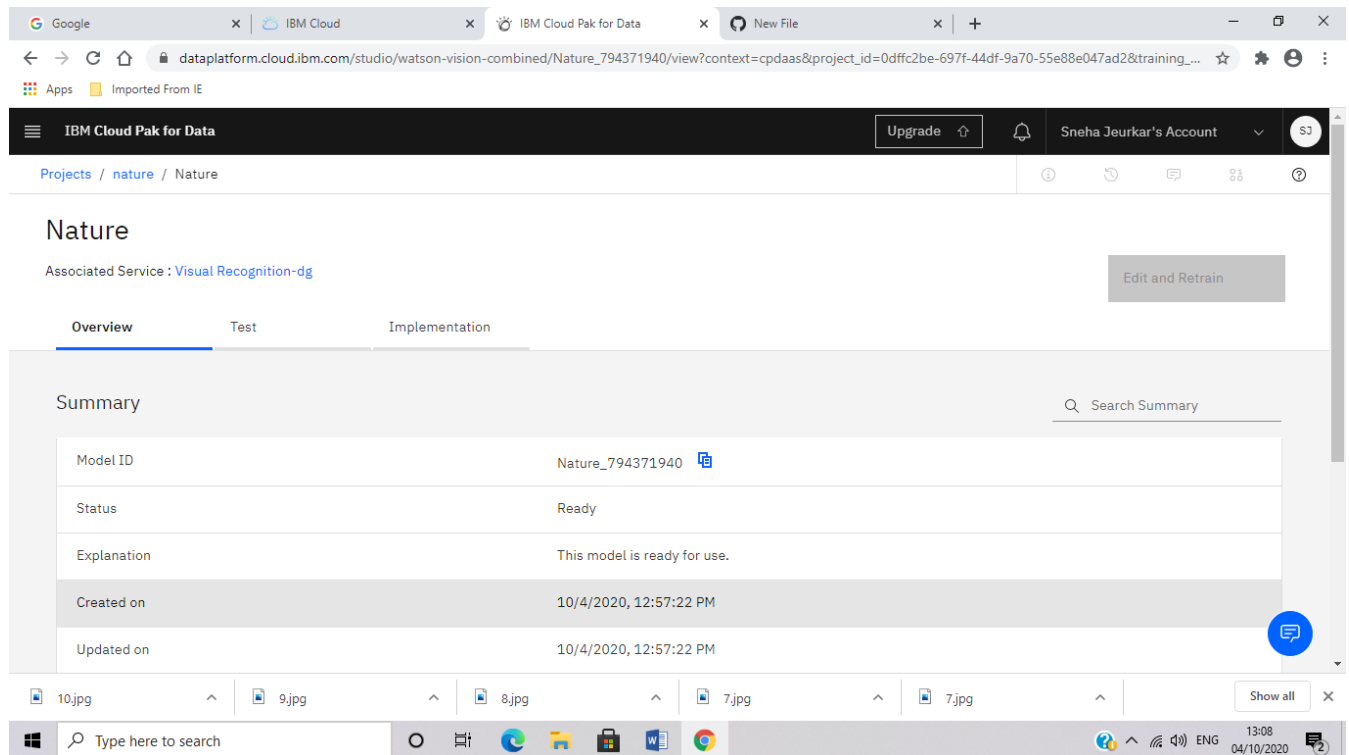 Google
IBM Cloud
IBM Cloud Pak for Data
New File
dataplatform.cloud.ibm.com/studio/watson-vision-combined/Nature_794371940/view?context=cpdaas&project_id=0dffc2be-697f-44df-9a70-55e88e047ad2&training_...
Apps Imported From IE
IBM Cloud Pak for Data Upgrade Sneha Jeurkar's Account SJ
Projects / nature / Nature
Nature
Associated Service : Visual Recognition-dg
Edit and Retrain
Overview Test Implementation
Summary Search Summary
Model ID Nature_794371940
Status Ready
Explanation This model is ready for use.
Created on 10/4/2020, 12:57:22 PM
Updated on 10/4/2020, 12:57:22 PM
10.jpg 9.jpg 8.jpg 7.jpg 7.jpg Show all
Type here to search ENG 13:08
04/10/2020 2